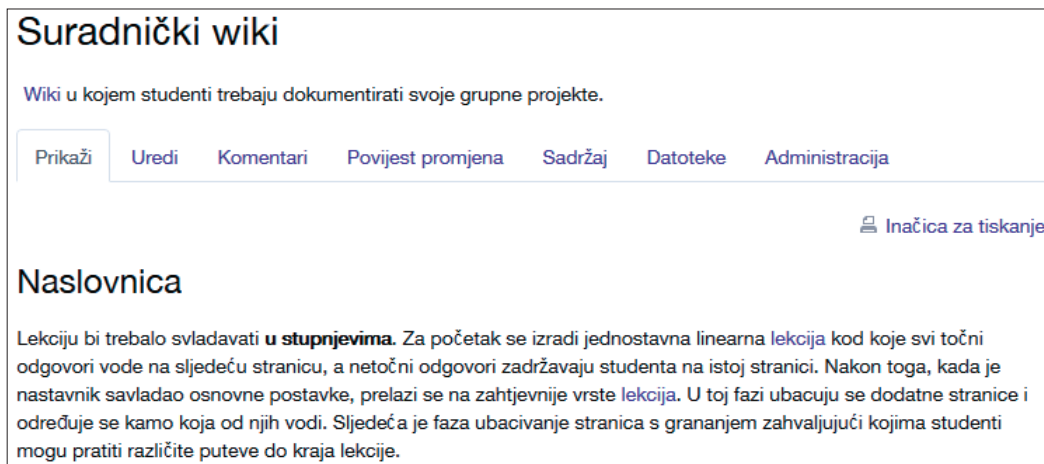 Suradnički wiki
Wiki u kojem studenti trebaju dokumentirati svoje grupne projekte.
Prikaži Uredi Komentari Povijest promjena Sadržaj Datoteke Administracija
Inačica za tiskanje
Naslovnica
Lekciju bi trebalo svladavati u stupnjevima. Za početak se izradi jednostavna linearna lekcija kod koje svi točni
odgovori vode na sljedeću stranicu, a netočni odgovori zadržavaju studenta na istoj stranici. Nakon toga, kada je
nastavnik savladao osnovne postavke, prelazi se na zahtjevnije vrste lekcija. U toj fazi ubacuju se dodatne stranice i
određuje se kamo koja od njih vodi. Sljedeća je faza ubacivanje stranica s grananjem zahvaljujući kojima studenti
mogu pratiti različite puteve do kraja lekcije.